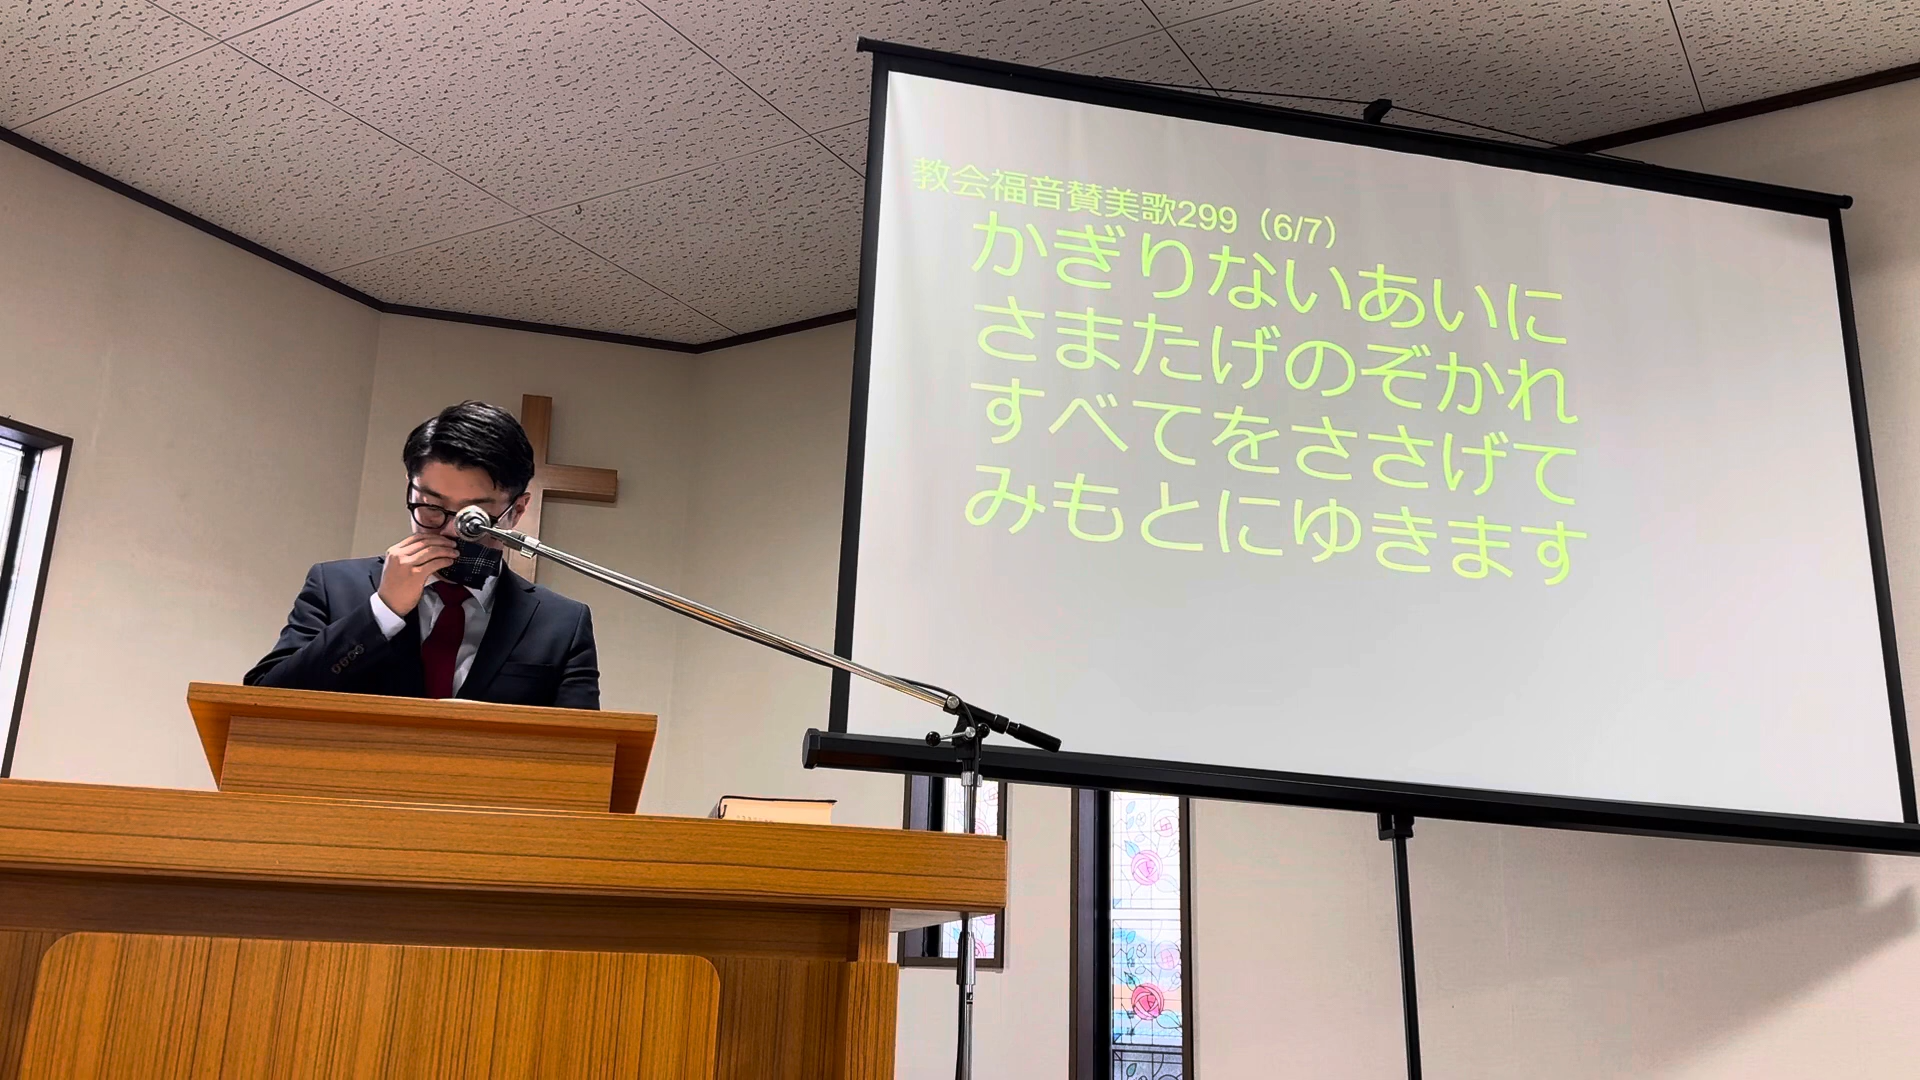 教会福音賛美歌299（6/7）
かぎりないあいに
さまたげのぞかれ
すべてをささげて
みもとにゆきます